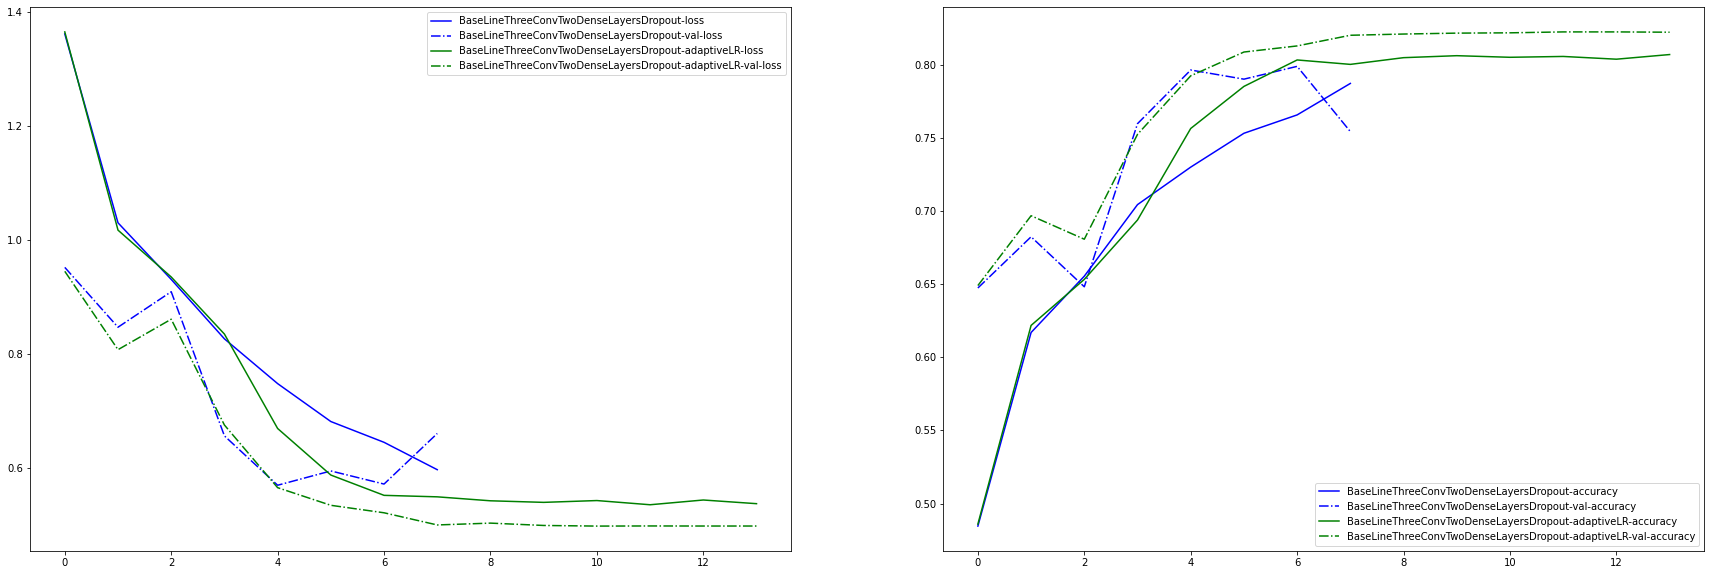 1.4
1.2
1.0
0.8
0.6
0 2 4 6 8 10 12
BaseLineThreeConvTwoDenseLayersDropout-loss
BaseLineThreeConvTwoDenseLayersDropout-val-loss
BaseLineThreeConvTwoDenseLayersDropout-adaptiveLR-loss
BaseLineThreeConvTwoDenseLayersDropout-adaptiveLR-val-loss
0.80
0.75
0.70
0.65
0.60
0.55
0.50
0 2 4 6 8 10 12
BaseLineThreeConvTwoDenseLayersDropout-accuracy
BaseLineThreeConvTwoDenseLayersDropout-val-accuracy
BaseLineThreeConvTwoDenseLayersDropout-adaptiveLR-accuracy
BaseLineThreeConvTwoDenseLayersDropout-adaptiveLR-val-accuracy